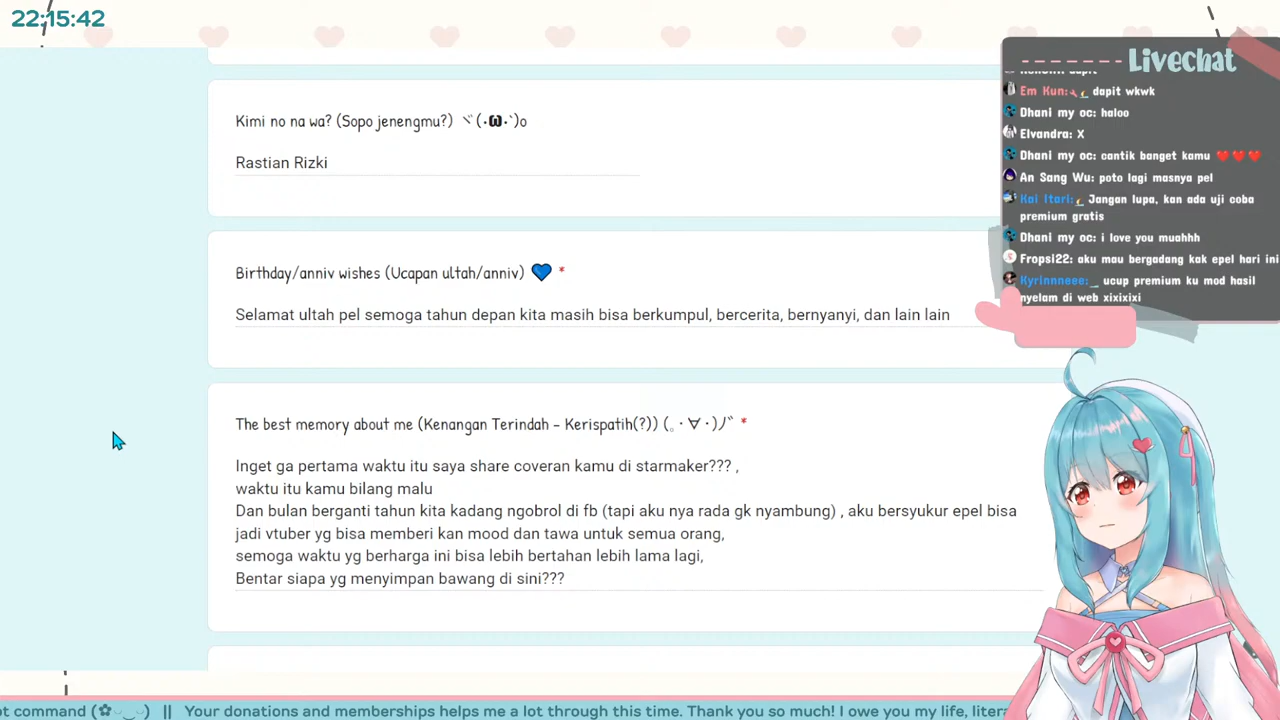 22:15:42
Kimi no na wa? (Sopo jenengmu?) ヾ(･ω･`)o
Rastian Rizki
Birthday/anniv wishes (Ucapan ultah/anniv) 💙 *
Selamat ultah pel semoga tahun depan kita masih bisa berkumpul, bercerita, bernyanyi, dan lain lain
The best memory about me (Kenangan Terindah - Kerispatih(?)) (｡･∀･)ﾉﾞ *
Inget ga pertama waktu itu saya share coveran kamu di starmaker??? ,
waktu itu kamu bilang malu
Dan bulan berganti tahun kita kadang ngobrol di fb (tapi aku nya rada gk nyambung) , aku bersyukur epel bisa
jadi vtuber yg bisa memberi kan mood dan tawa untuk semua orang,
semoga waktu yg berharga ini bisa lebih bertahan lebih lama lagi,
Bentar siapa yg menyimpan bawang di sini???
Livechat
Em Kun: dapit wkwk
Dhani my oc: haloo
Elvandra: X
Dhani my oc: cantik banget kamu ❤️❤️❤️
An Sang Wu: poto lagi masnya pel
Kai Itari: Jangan lupa, kan ada uji coba
premium gratis
Dhani my oc: i love you muahhh
Fropsi22: aku mau bergadang kak epel hari ini
Kyrinnneee: ucup premium ku mod hasil
nyelam di web xixixixi
ot command (✿◡‿◡) || Your donations and memberships helps me a lot through this time. Thank you so much! I owe you my life, litera